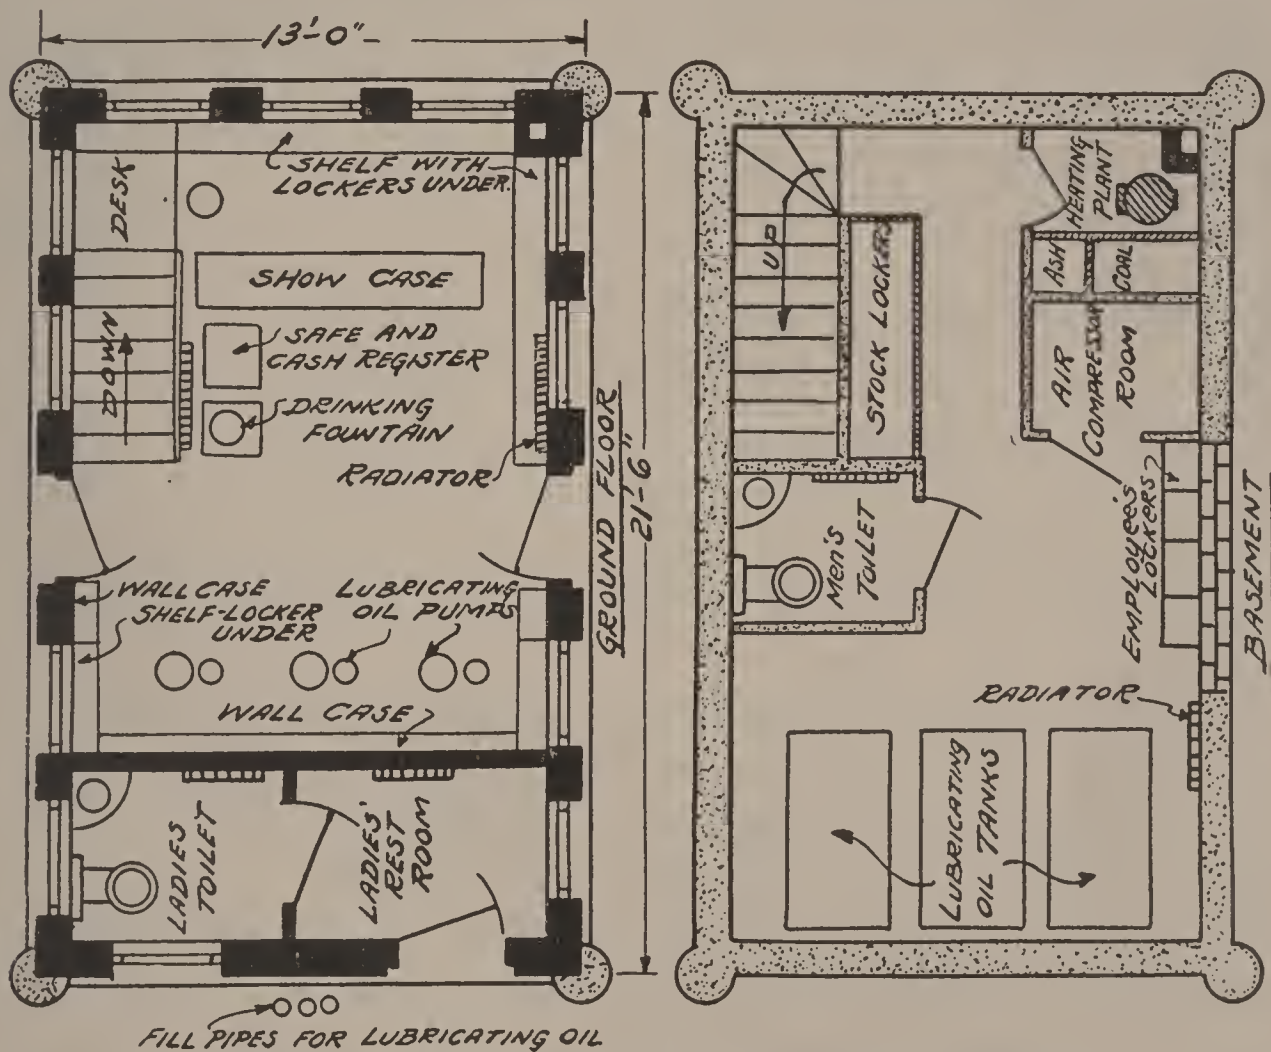 13'-0"
SHELF WITH
LOCKERS UNDER.
DESK
SHOW CASE
DOWN
SAFE AND
CASH REGISTER
DRINKING
FOUNTAIN
RADIATOR
WALL CASE
SHELF-LOCKER
UNDER
LUBRICATING
OIL PUMPS
WALL CASE
LADIES
TOILET
LADIES'
REST
ROOM
FILL PIPES FOR LUBRICATING OIL
GROUND FLOOR
21'-6"
UP
STOCK LOCKERS
HEATING
PLANT
ASH
COAL
AIR
COMPRESSOR
ROOM
MEN'S
TOILET
EMPLOYEE'S
LOCKERS
RADIATOR
LUBRICATING
OIL TANKS
BASEMENT